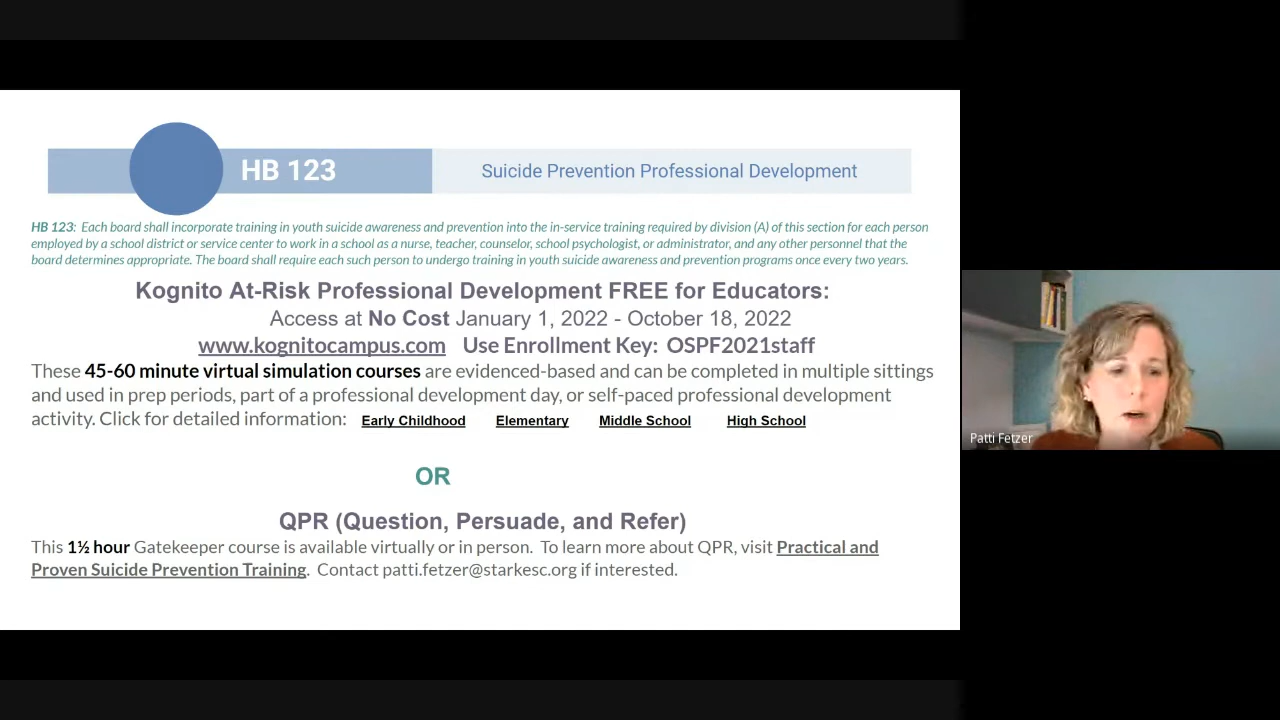 HB 123
Suicide Prevention Professional Development
HB 123: Each board shall incorporate training in youth suicide awareness and prevention into the in-service training required by division (A) of this section for each person
employed by a school district or service center to work in a school as a nurse, teacher, counselor, school psychologist, or administrator, and any other personnel that the
board determines appropriate. The board shall require each such person to undergo training in youth suicide awareness and prevention programs once every two years.
Kognito At-Risk Professional Development FREE for Educators:
Access at No Cost January 1, 2022 - October 18, 2022
www.kognitocampus.com Use Enrollment Key: OSPF2021staff
These 45-60 minute virtual simulation courses are evidenced-based and can be completed in multiple sittings
and used in prep periods, part of a professional development day, or self-paced professional development
activity. Click for detailed information: Early Childhood Elementary Middle School High School
OR
QPR (Question, Persuade, and Refer)
This 1½ hour Gatekeeper course is available virtually or in person. To learn more about QPR, visit Practical and
Proven Suicide Prevention Training. Contact patti.fetzer@starkesc.org if interested.
Patti Fetzer